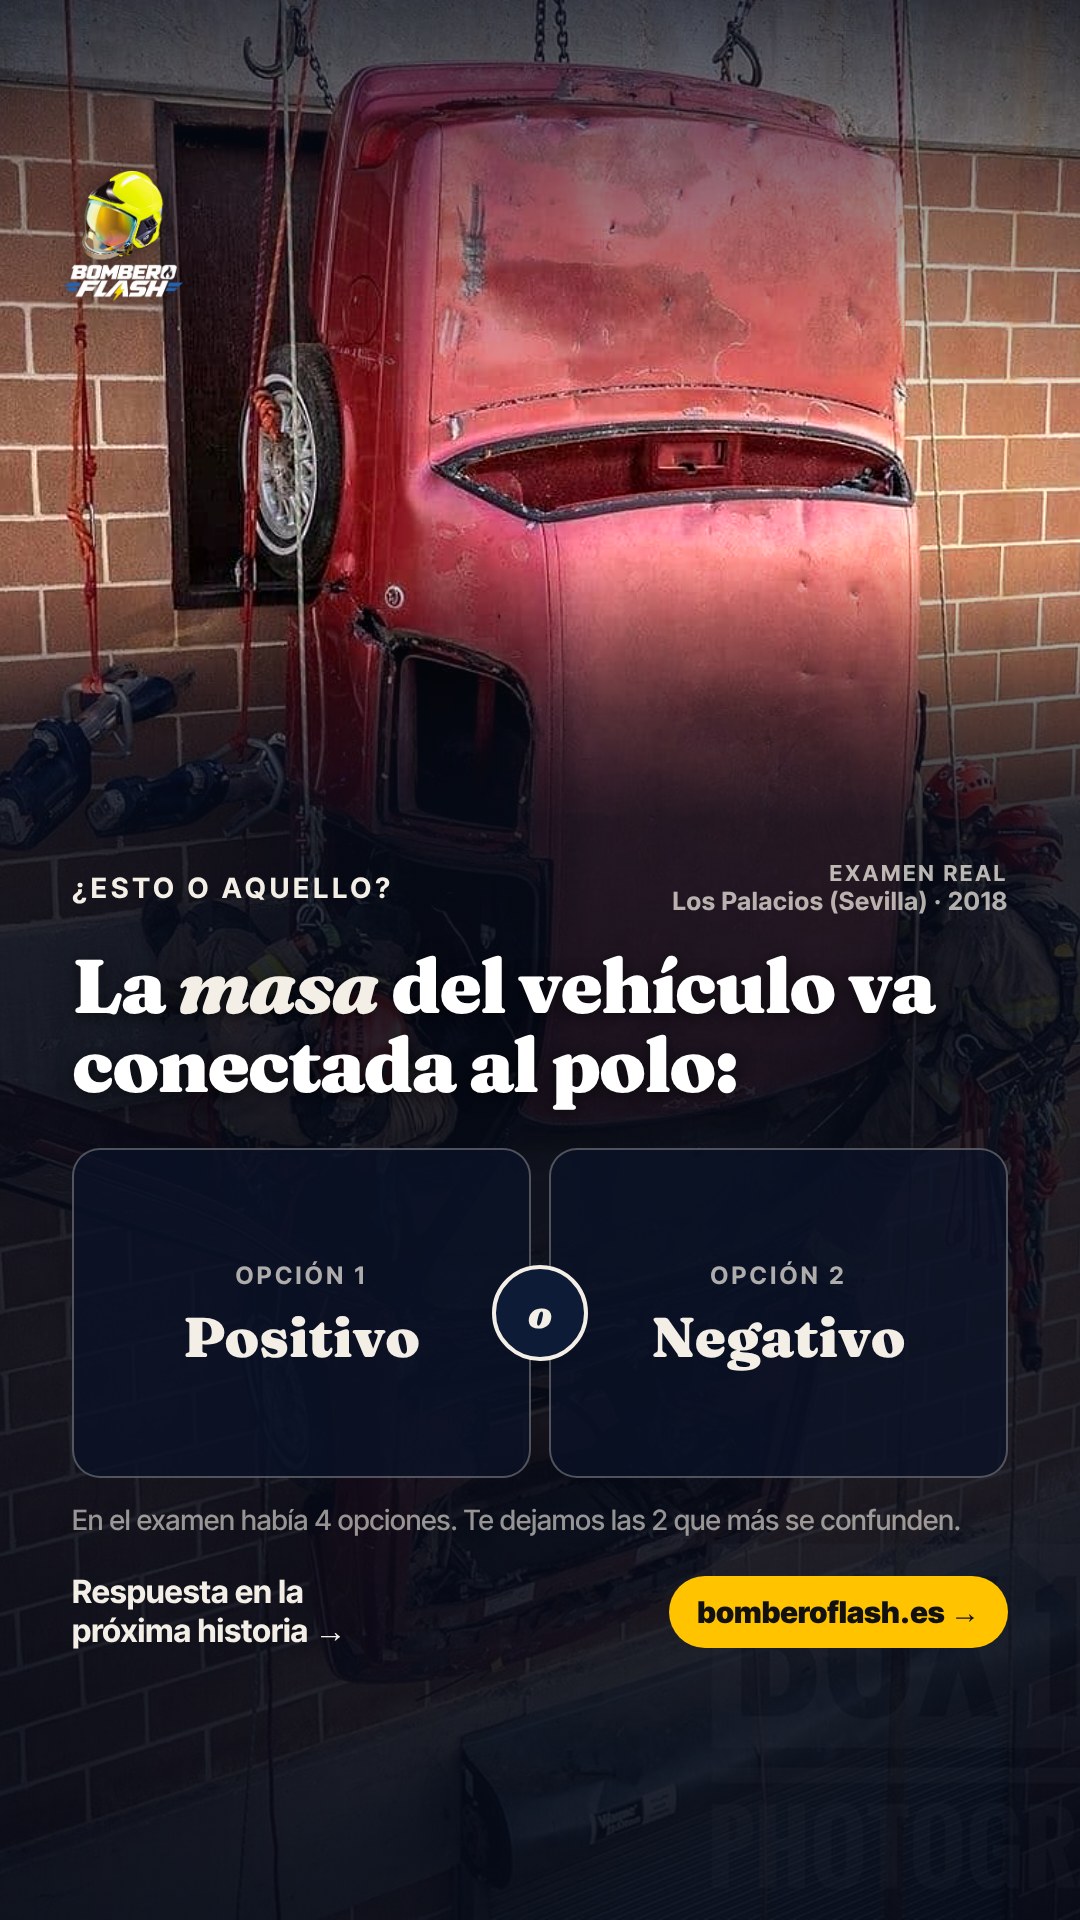 BOMBERO
FLASH
¿ESTO O AQUELLO?
EXAMEN REAL
Los Palacios (Sevilla) · 2018
La masa del vehículo va
conectada al polo:
OPCIÓN 1
Positivo
o
OPCIÓN 2
Negativo
En el examen había 4 opciones. Te dejamos las 2 que más se confunden.
Respuesta en la
próxima historia →
bomberoflash.es →